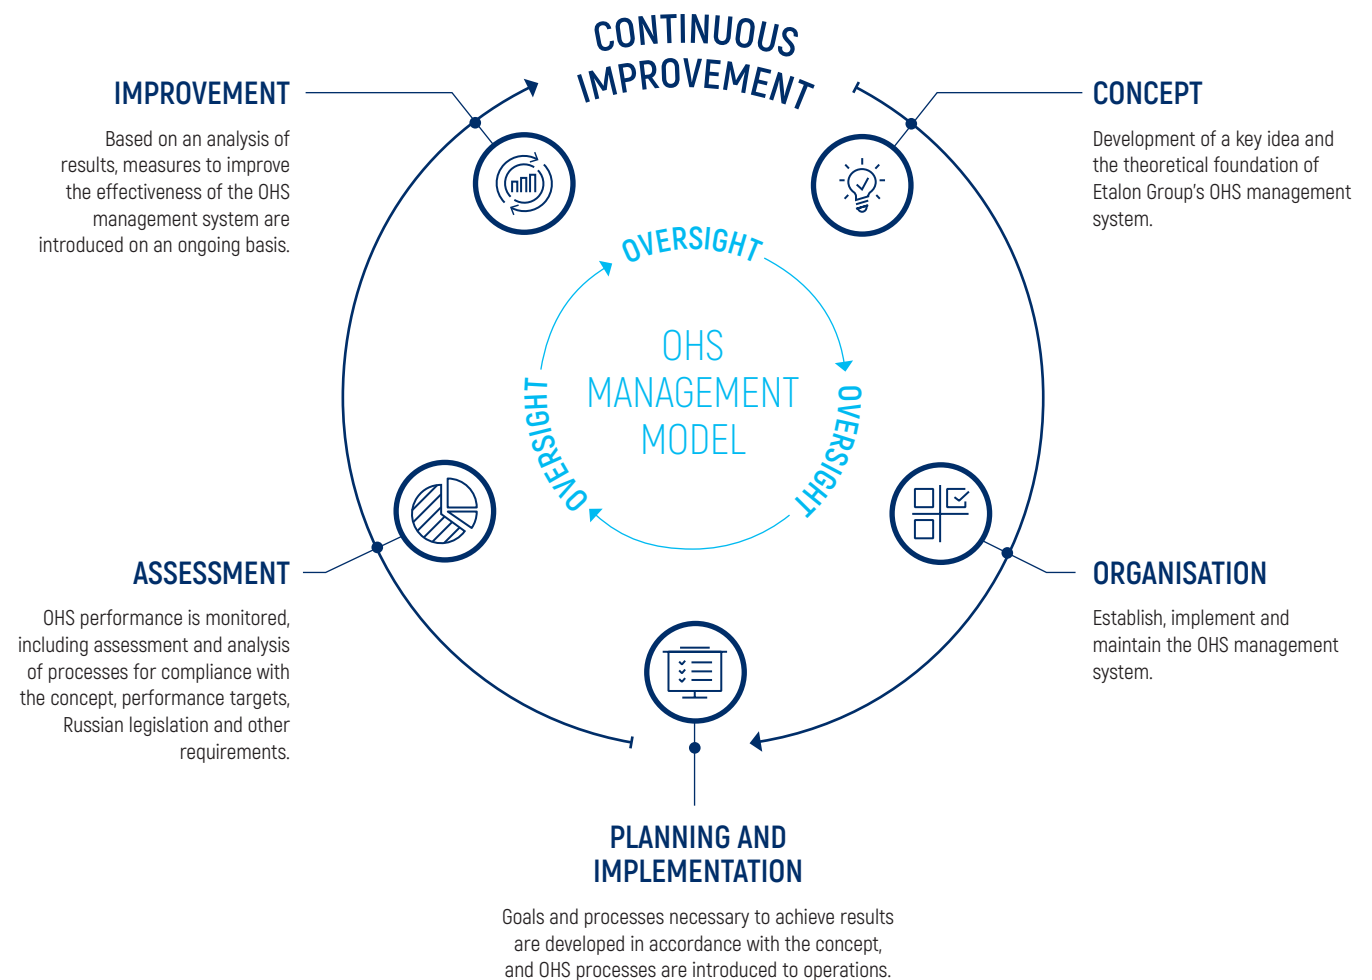 CONTINUOUS
IMPROVEMENT
IMPROVEMENT
Based on an analysis of
results, measures to improve
the effectiveness of the OHS
management system are
introduced on an ongoing basis.
CONCEPT
Development of a key idea and
the theoretical foundation of
Etalon Group's OHS management
system.
OVERSIGHT
OHS
MANAGEMENT
MODEL
OVERSIGHT
OVERSIGHT
ASSESSMENT
OHS performance is monitored,
including assessment and analysis
of processes for compliance with
the concept, performance targets,
Russian legislation and other
requirements.
ORGANISATION
Establish, implement and
maintain the OHS management
system.
PLANNING AND
IMPLEMENTATION
Goals and processes necessary to achieve results
are developed in accordance with the concept,
and OHS processes are introduced to operations.